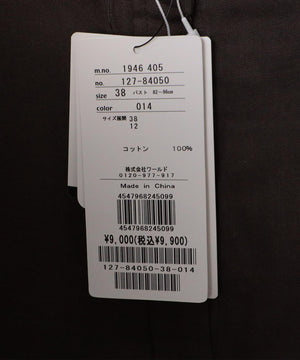 m.no. 1946 405
no. 127-84050
size 38 バスト 82～96cm
color 014
サイズ展開 38
12
コットン 100%
株式会社ワールド
0120-977-917
Made in China
4547968245099
4547968245099
¥9,000(税込¥9,900)
127-84050-38-014